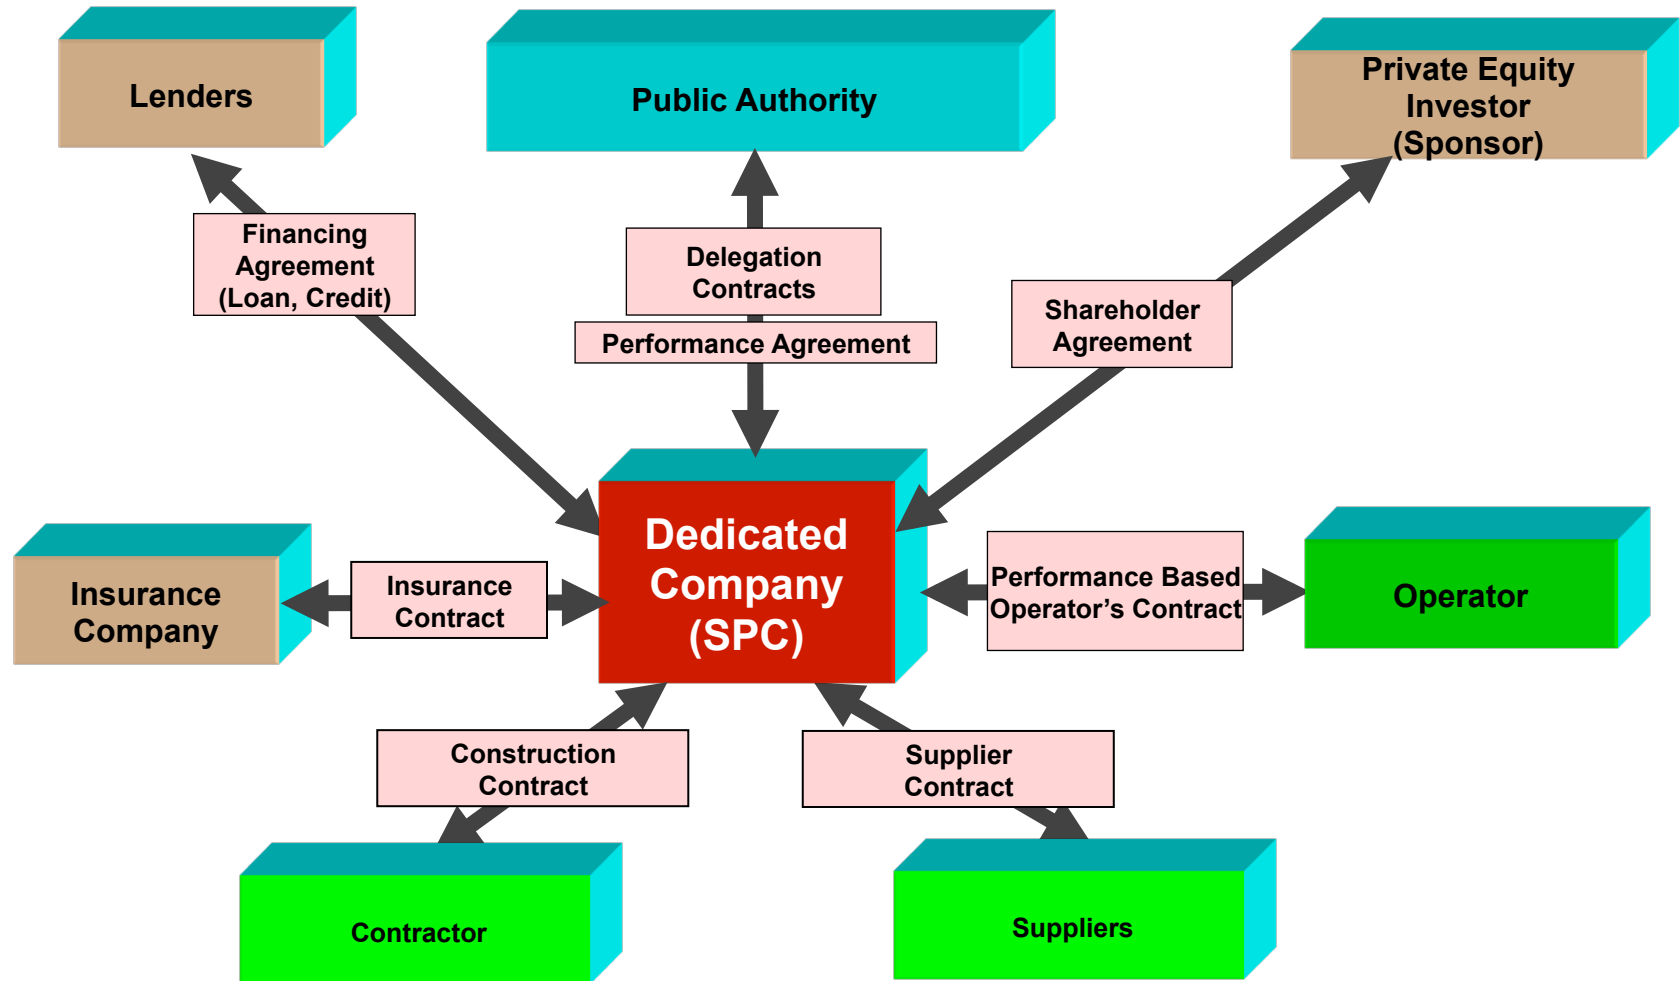 Lenders
Public Authority
Private Equity
Investor
(Sponsor)
Financing
Agreement
(Loan, Credit)
Delegation
Contracts
Performance Agreement
Shareholder
Agreement
Dedicated
Company
(SPC)
Insurance
Company
Insurance
Contract
Performance Based
Operator’s Contract
Operator
Construction
Contract
Supplier
Contract
Contractor
Suppliers